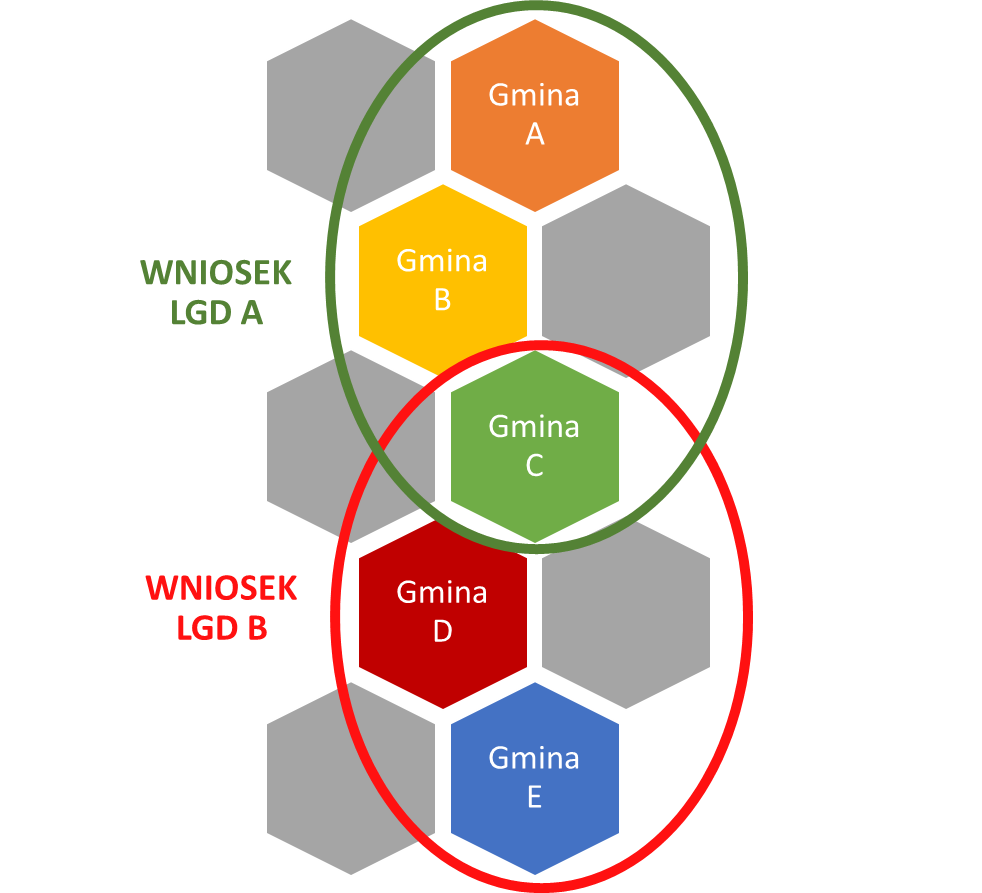 Gmina
A
Gmina
B
WNIOSEK
LGD A
Gmina
C
WNIOSEK
LGD B
Gmina
D
Gmina
E